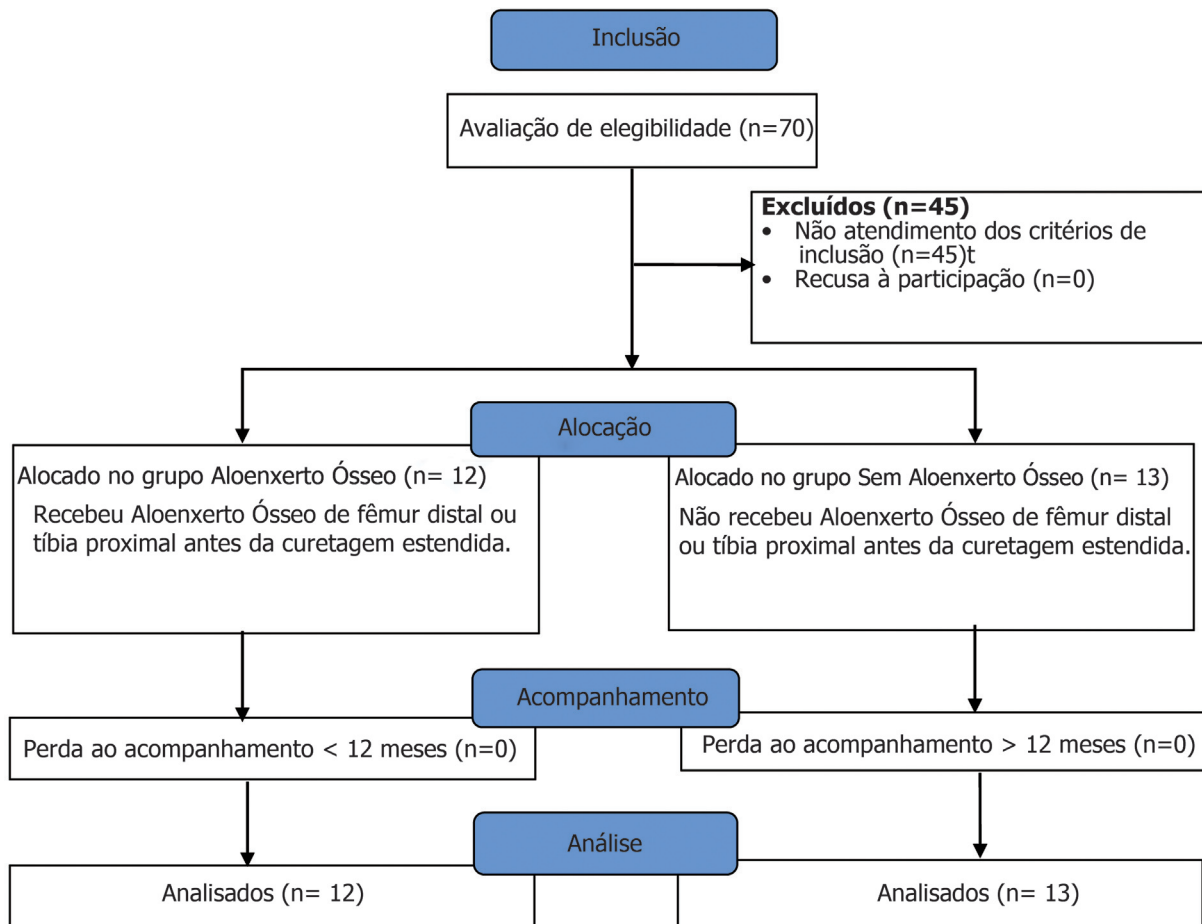 Inclusão
Avaliação de elegibilidade (n=70)
Excluídos (n=45)
• Não atendimento dos critérios de
inclusão (n=45)t
• Recusa à participação (n=0)
Alocação
Alocado no grupo Aloenxerto Ósseo (n= 12)
Recebeu Aloenxerto Ósseo de fêmur distal ou
tíbia proximal antes da curetagem estendida.
Alocado no grupo Sem Aloenxerto Ósseo (n= 13)
Não recebeu Aloenxerto Ósseo de fêmur distal
ou tíbia proximal antes da curetagem estendida.
Acompanhamento
Perda ao acompanhamento < 12 meses (n=0)
Perda ao acompanhamento > 12 meses (n=0)
Análise
Analisados (n= 12)
Analisados (n= 13)